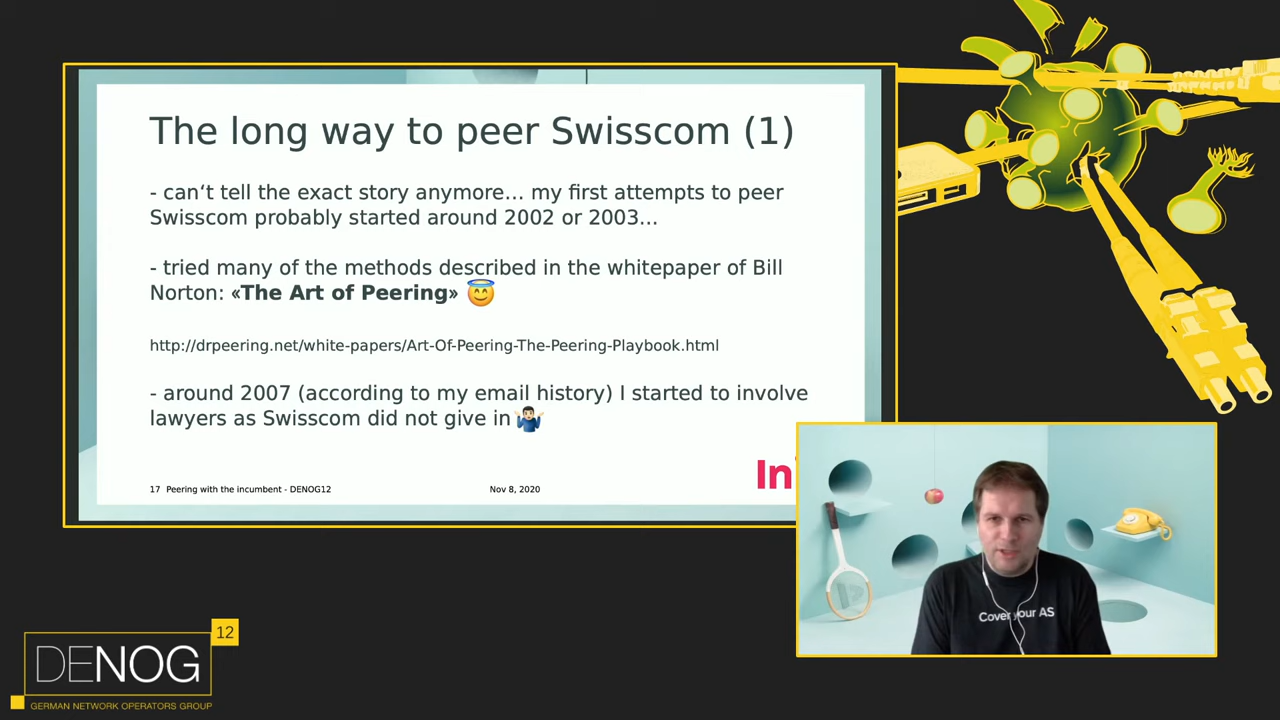 The long way to peer Swisscom (1)
- can‘t tell the exact story anymore… my first attempts to peer
Swisscom probably started around 2002 or 2003…
- tried many of the methods described in the whitepaper of Bill
Norton: «The Art of Peering» 😇
http://drpeering.net/white-papers/Art-Of-Peering-The-Peering-Playbook.html
- around 2007 (according to my email history) I started to involve
lawyers as Swisscom did not give in 🤷🏻‍♂️
17 Peering with the incumbent - DENOG12
Nov 8, 2020
In
Cover your AS
12
DENOG
GERMAN NETWORK OPERATORS GROUP